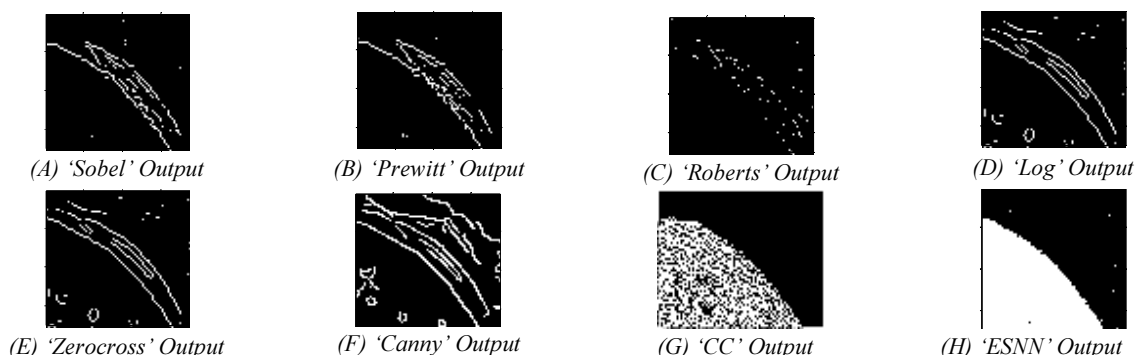 (A) ‘Sobel’ Output
(B) ‘Prewitt’ Output
(C) ‘Roberts’ Output
(D) ‘Log’ Output
(E) ‘Zerocross’ Output
(F) ‘Canny’ Output
(G) ‘CC’ Output
(H) ‘ESNN’ Output